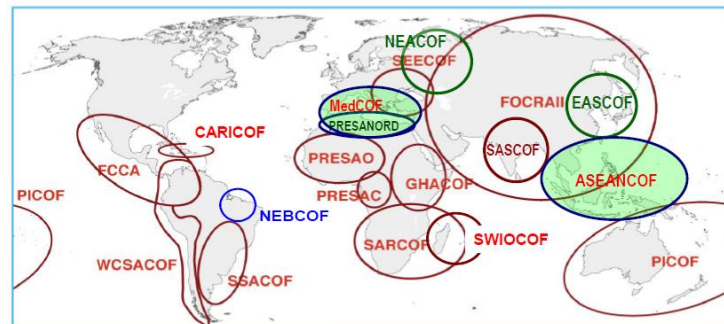 NEACOF
SEECOF
MedCOF
PRESANORD
FOCRAII
EASCOF
CARICOF
SASCOF
PRESAO
FCCA
PRESAC
GHACOF
ASEANCOF
PICOF
NEBCOF
SWIOCOF
SARCOF
WCSACOF
SSACOF
PICOF